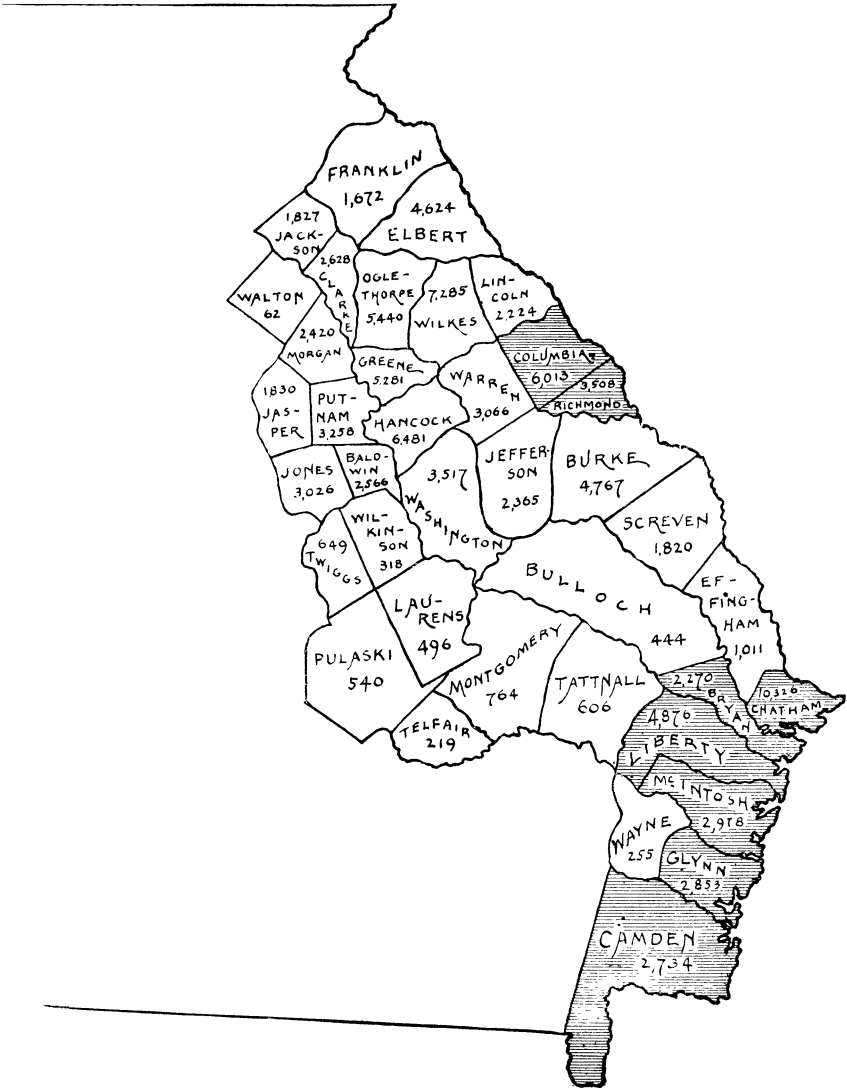 FRANKLIN
1,672
4,624
ELBERT
1,827
JACK-
SON
2,628
CLARKE
OGLE-
THORPE
5,440
7,285
WILKES
LIN-
COLN
2,224
WALTON
62
2,420
MORGAN
GREENE
5,281
WARREN
3,066
COLUMBIA
6,013
3,508
RICHMOND
1830
JAS-
PER
PUT-
NAM
3,258
HANCOCK
6,481
JONES
3,026
BALD-
WIN
2,566
3,517
WASHINGTON
JEFFER-
SON
2,365
BURKE
4,767
SCREVEN
1,820
649
TWIGGS
WIL-
KIN-
SON
318
BULLOCH
444
EF-
FING-
HAM
1,011
LAU-
RENS
496
PULASKI
540
MONTGOMERY
764
TATTNALL
606
TELFAIR
219
2,270
BRYAN
10,326
CHATHAM
4,876
LIBERTY
McINTOSH
2,978
WAYNE
255
GLYNN
2,853
CAMDEN
2,734